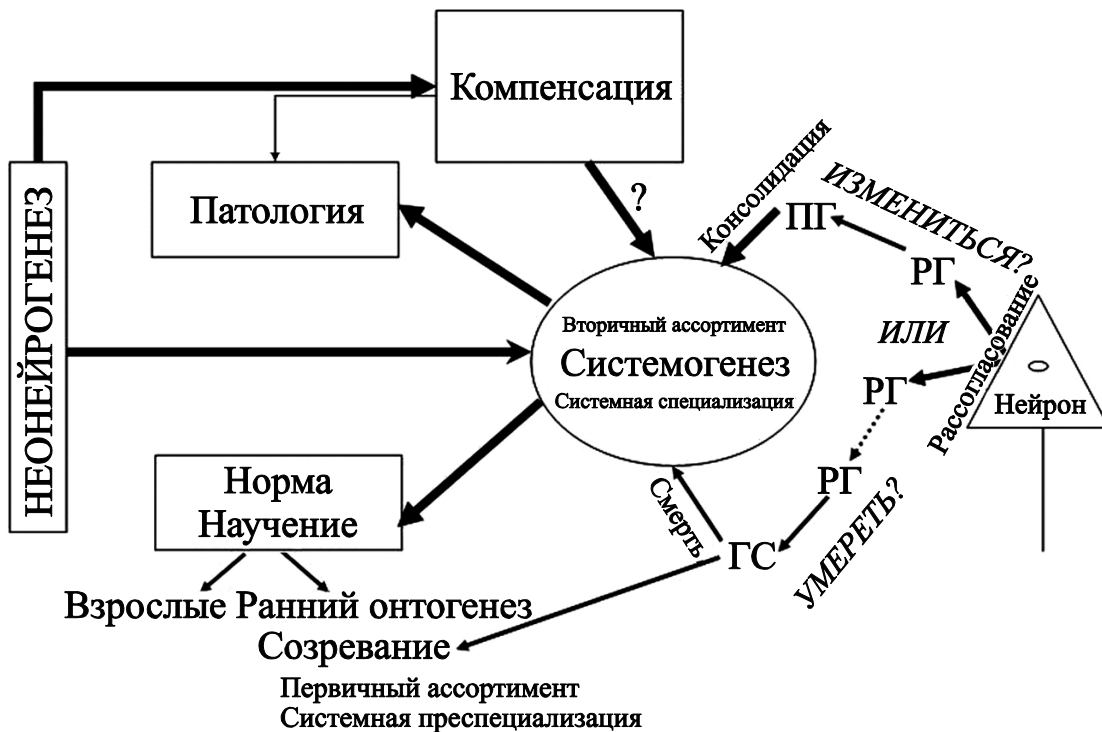 Компенсация
?
Патология
НЕОНЕЙРОГЕНЕЗ
Консолидация
ИЗМЕНИТЬСЯ?
ПГ
РГ
Рассогласование
ИЛИ
РГ
Нейрон
РГ
УМЕРЕТЬ?
ГС
Смерть
Вторичный ассортимент
Системогенез
Системная специализация
Норма
Научение
Взрослые Ранний онтогенез
Созревание
Первичный ассортимент
Системная преспециализация